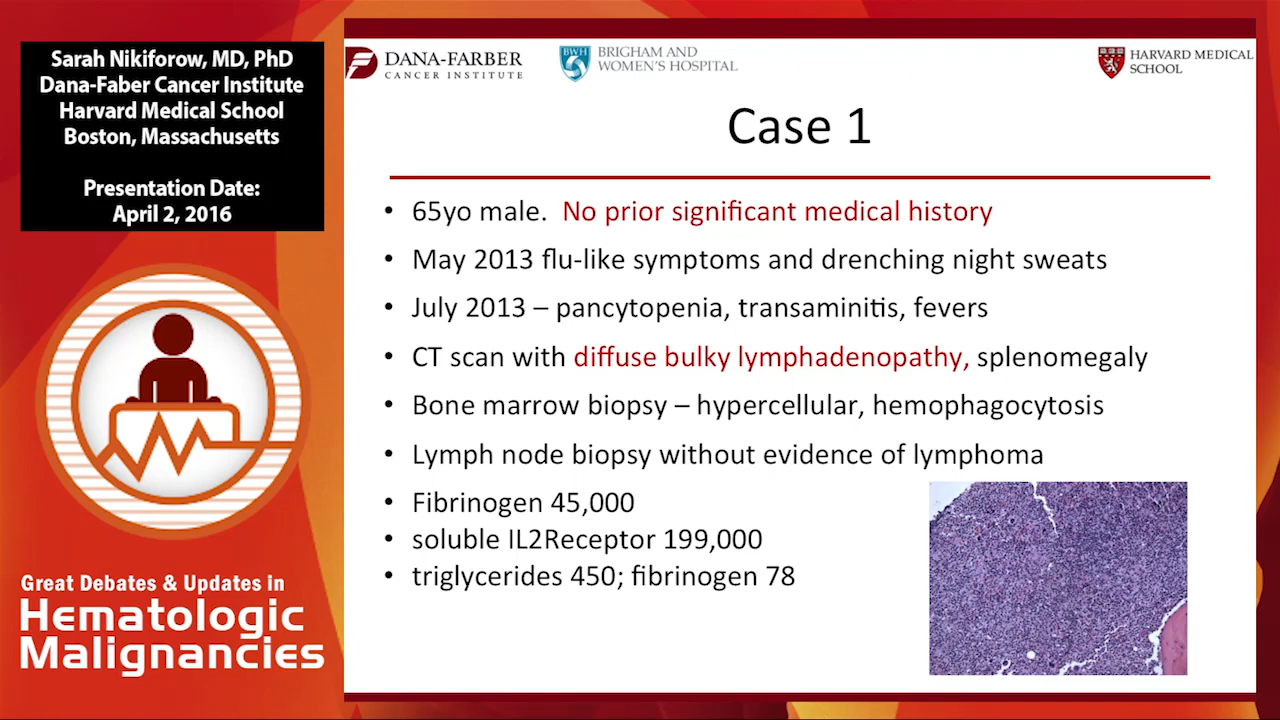 Sarah Nikiforow, MD, PhD
Dana-Faber Cancer Institute
Harvard Medical School
Boston, Massachusetts
Presentation Date:
April 2, 2016
Great Debates & Updates in
Hematologic
Malignancies
DANA-FARBER
CANCER INSTITUTE
BWH
BRIGHAM AND
WOMEN'S HOSPITAL
HARVARD MEDICAL
SCHOOL
Case 1
• 65yo male. No prior significant medical history
• May 2013 flu-like symptoms and drenching night sweats
• July 2013 – pancytopenia, transaminitis, fevers
• CT scan with diffuse bulky lymphadenopathy, splenomegaly
• Bone marrow biopsy – hypercellular, hemophagocytosis
• Lymph node biopsy without evidence of lymphoma
• Fibrinogen 45,000
• soluble IL2Receptor 199,000
• triglycerides 450; fibrinogen 78